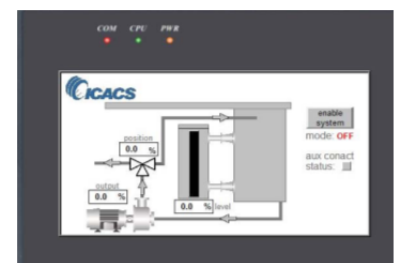 COM CPU PWR
ICACS
enable
system
mode: OFF
position
0.0 %
aux conact
status:
output
0.0 %
0.0 % level